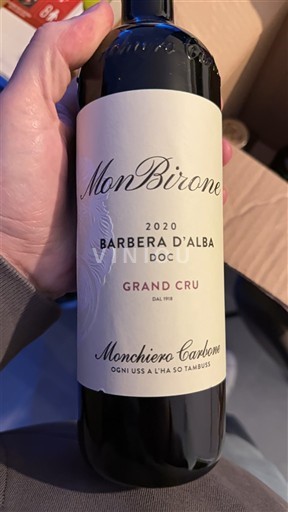 MonBirone
2020
BARBERA D'ALBA
DOC
GRAND CRU
DAL 1918
Monchiero Carbone
OGNI USS A L'HA SO TAMBUSS